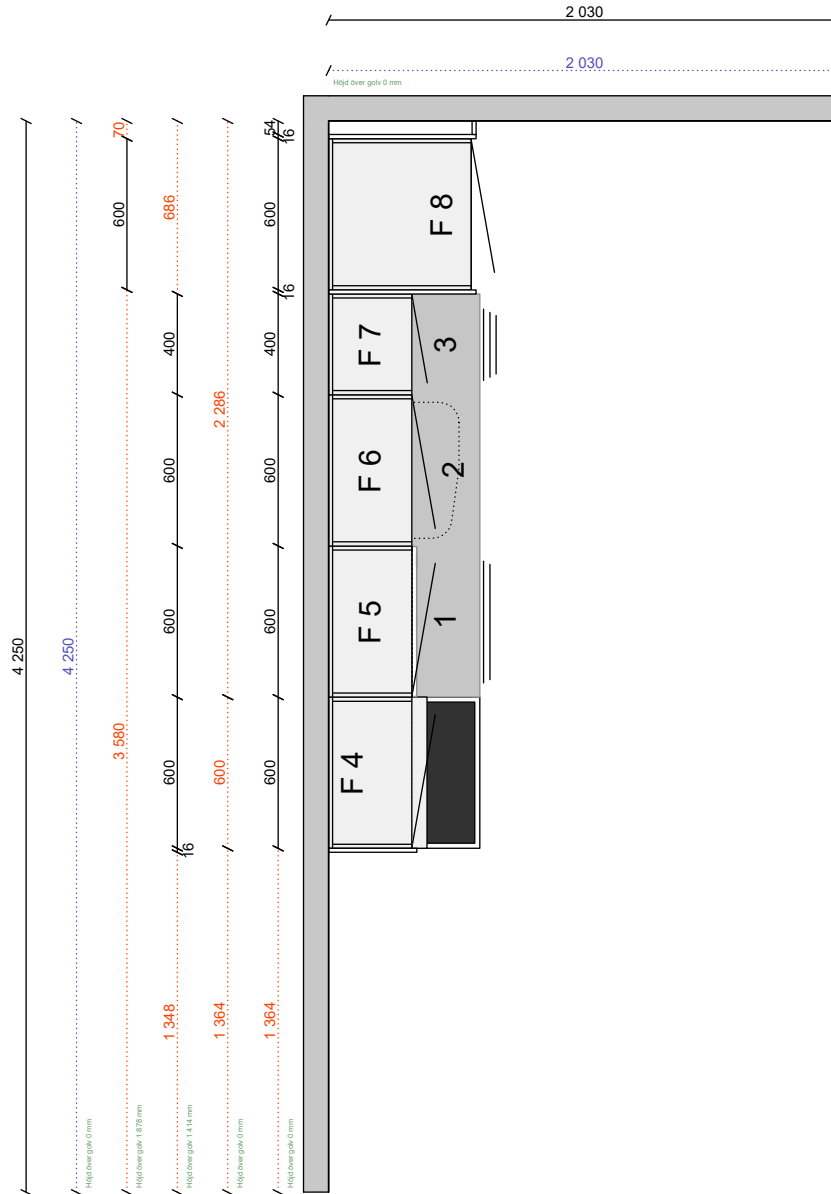 2 030
2 030
Höjd över golv 0 mm
4 250
4 250
Höjd över golv 0 mm
70
600
3 580
Höjd över golv 1 878 mm
686
400
600
600
600
16
1 348
Höjd över golv 1 414 mm
2 286
600
1 364
Höjd över golv 0 mm
54
16
600
16
400
600
600
600
1 364
Höjd över golv 0 mm
F 8
F 7
3
F 6
2
F 5
1
F 4